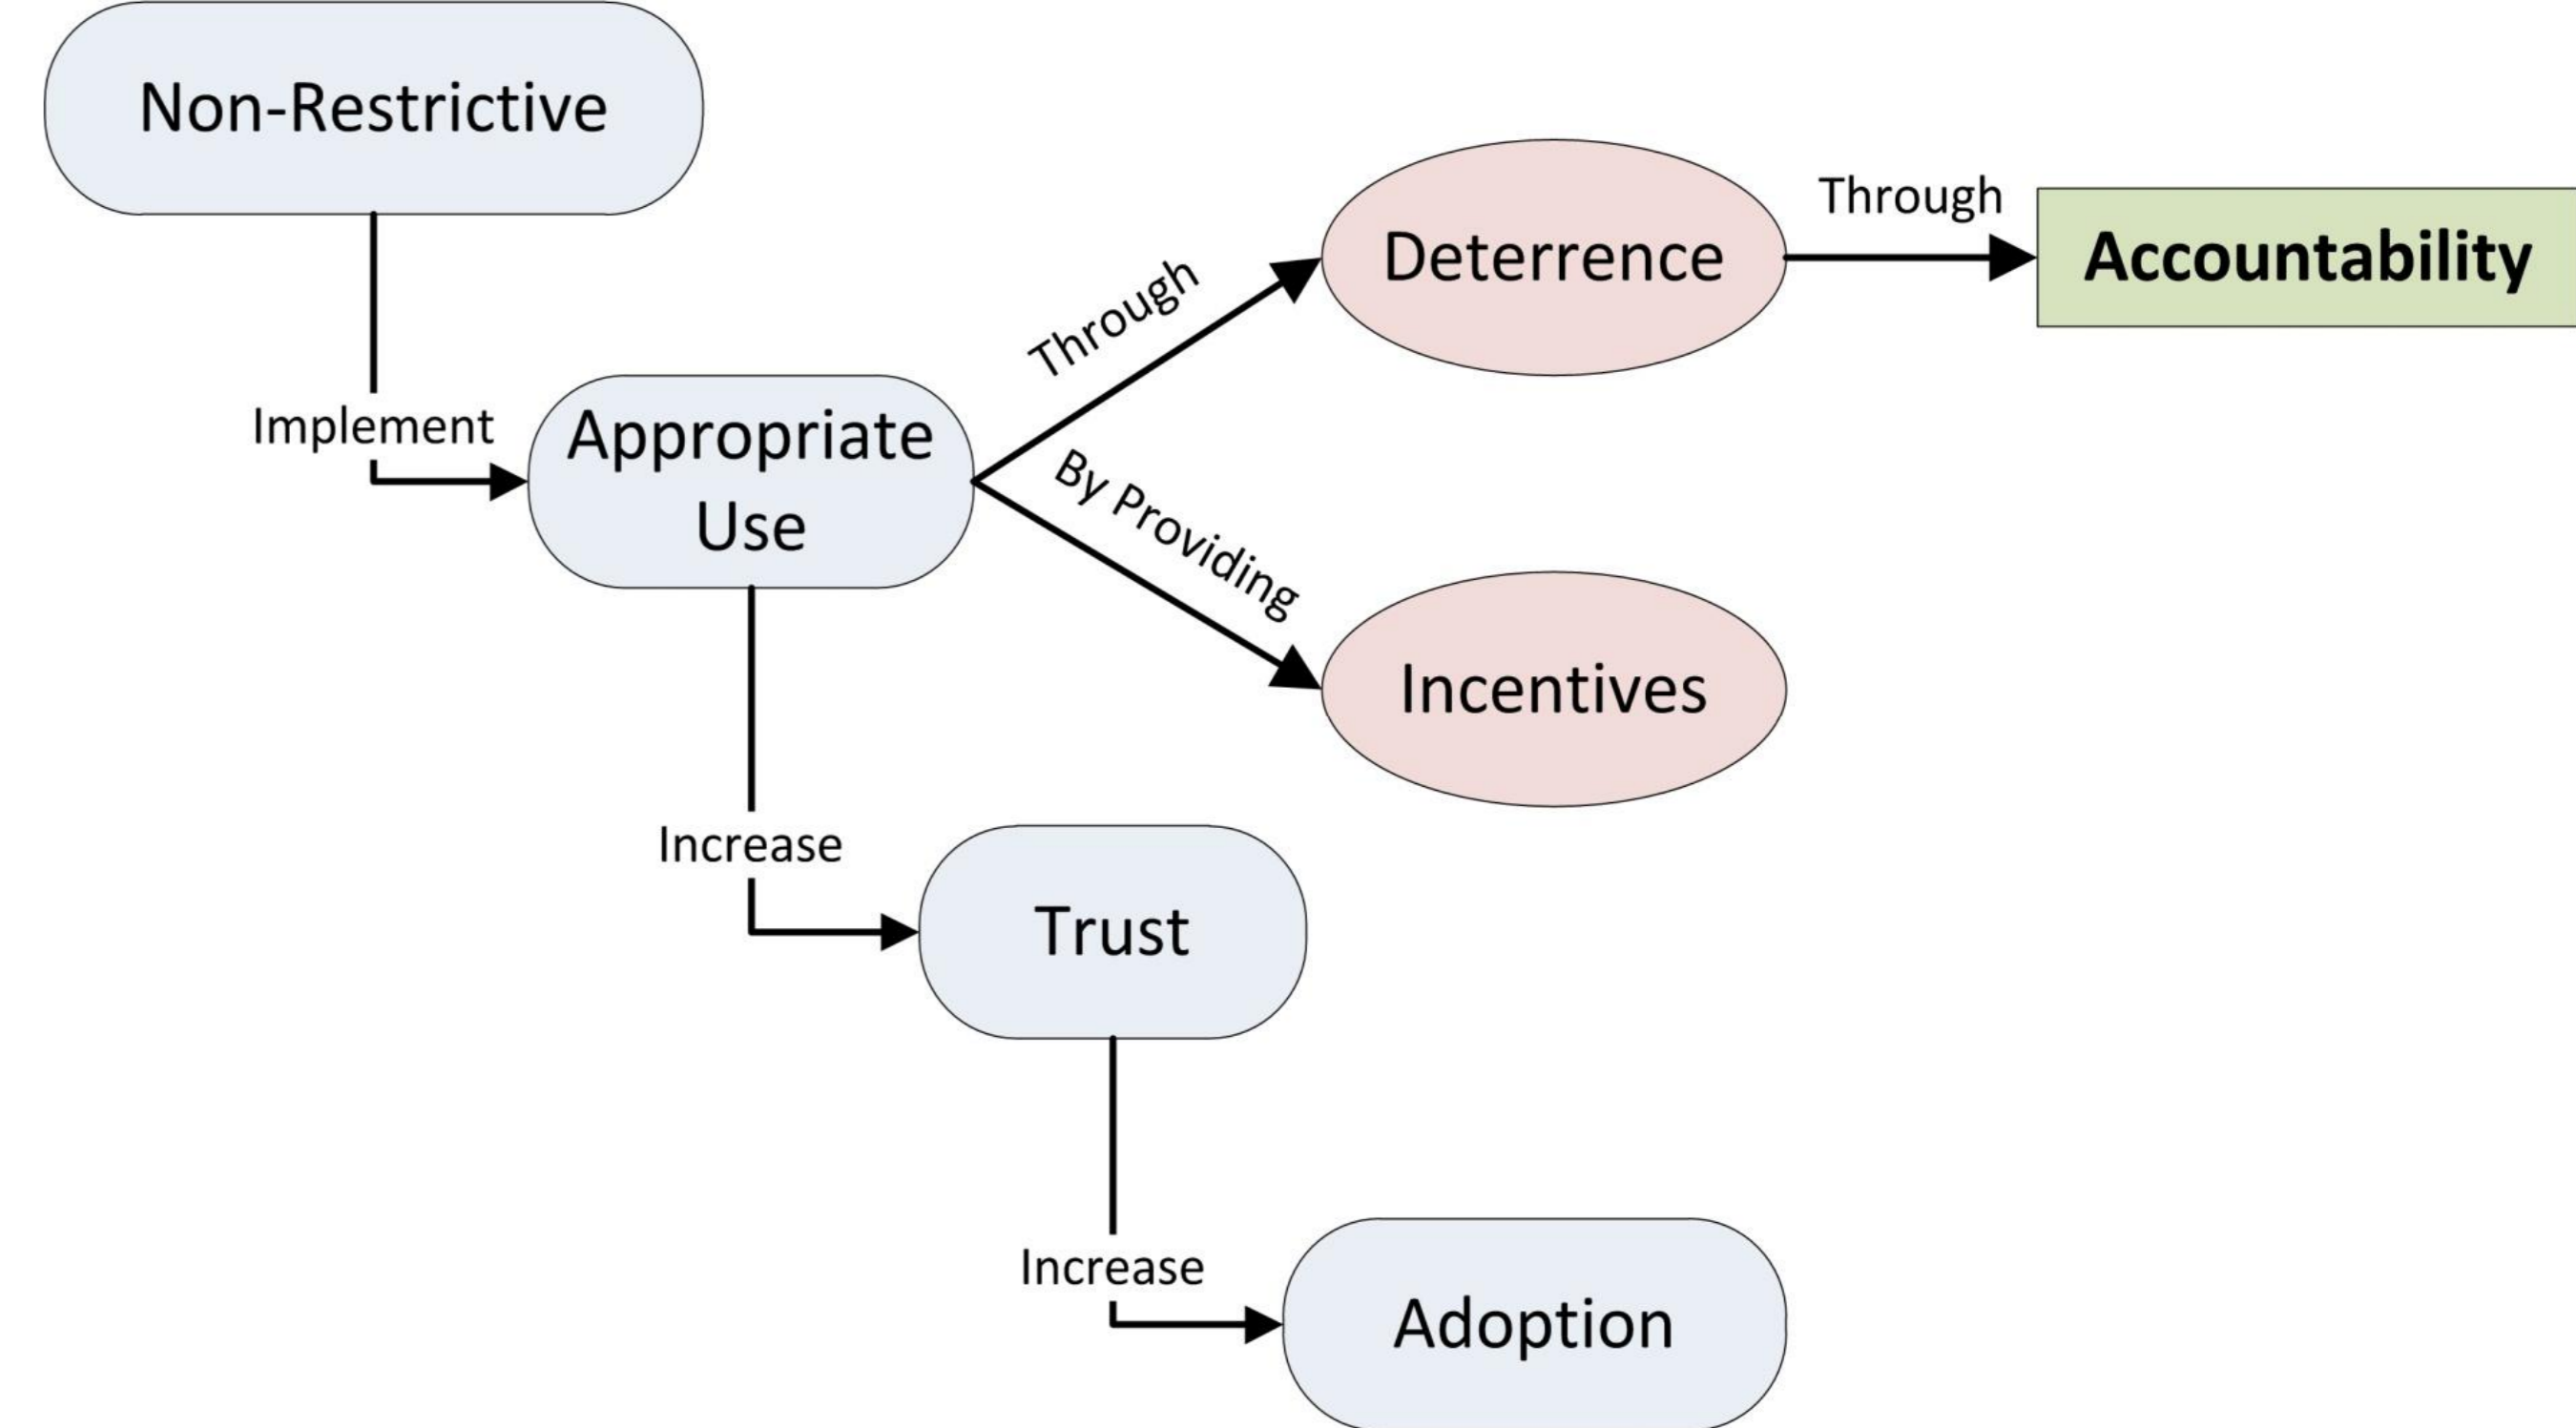 Non-Restrictive
Through
Deterrence
Accountability
Through
Implement
Appropriate
Use
By Providing
Incentives
Increase
Trust
Increase
Adoption